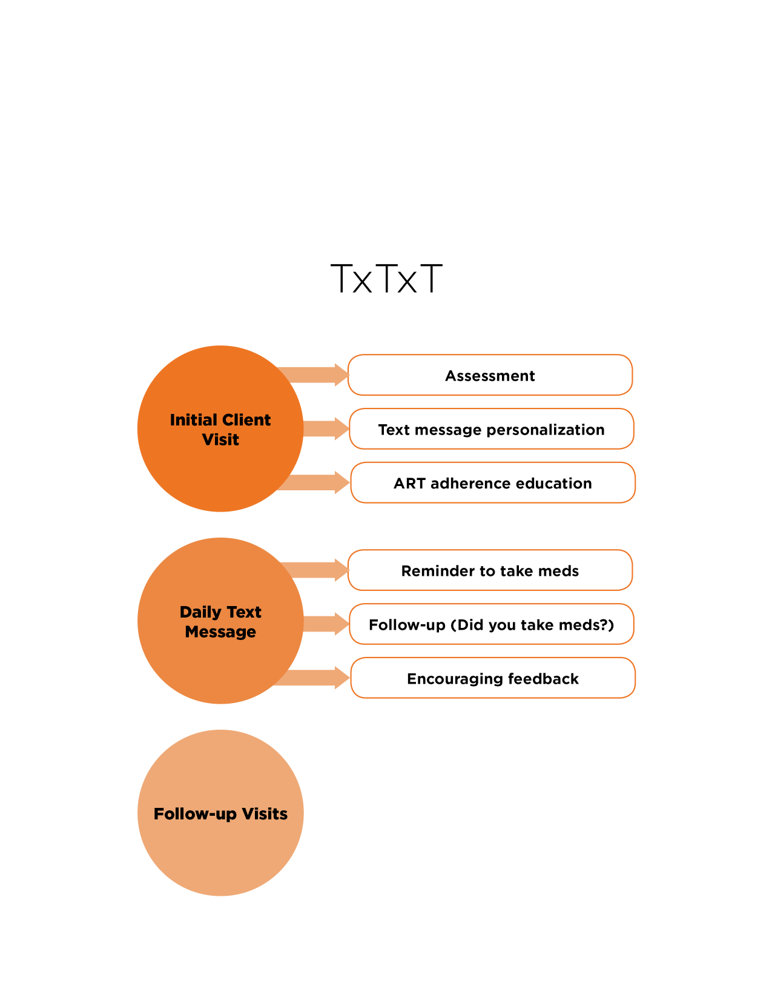 TxTxT
Initial Client
Visit
Assessment
Text message personalization
ART adherence education
Daily Text
Message
Reminder to take meds
Follow-up (Did you take meds?)
Encouraging feedback
Follow-up Visits